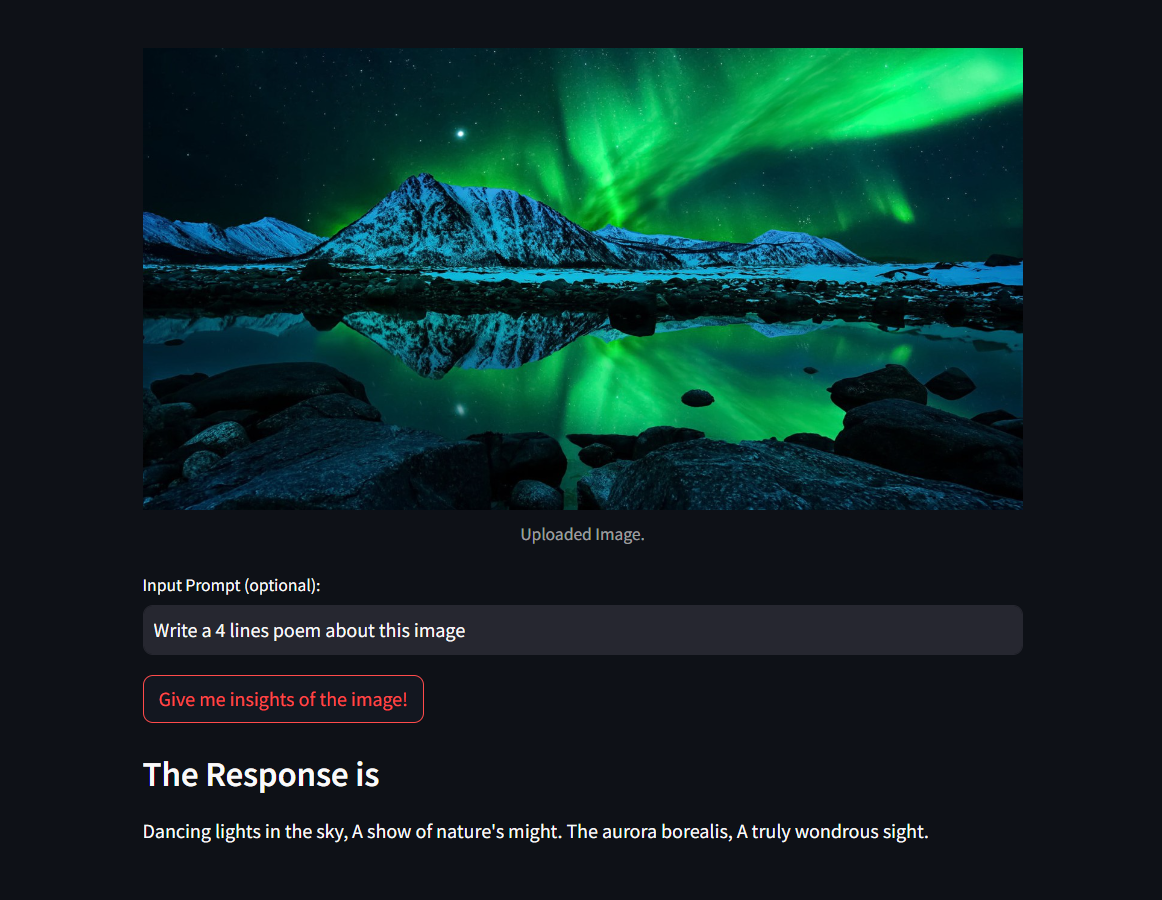 Uploaded Image.
Input Prompt (optional):
Write a 4 lines poem about this image
Give me insights of the image!
The Response is
Dancing lights in the sky, A show of nature's might. The aurora borealis, A truly wondrous sight.